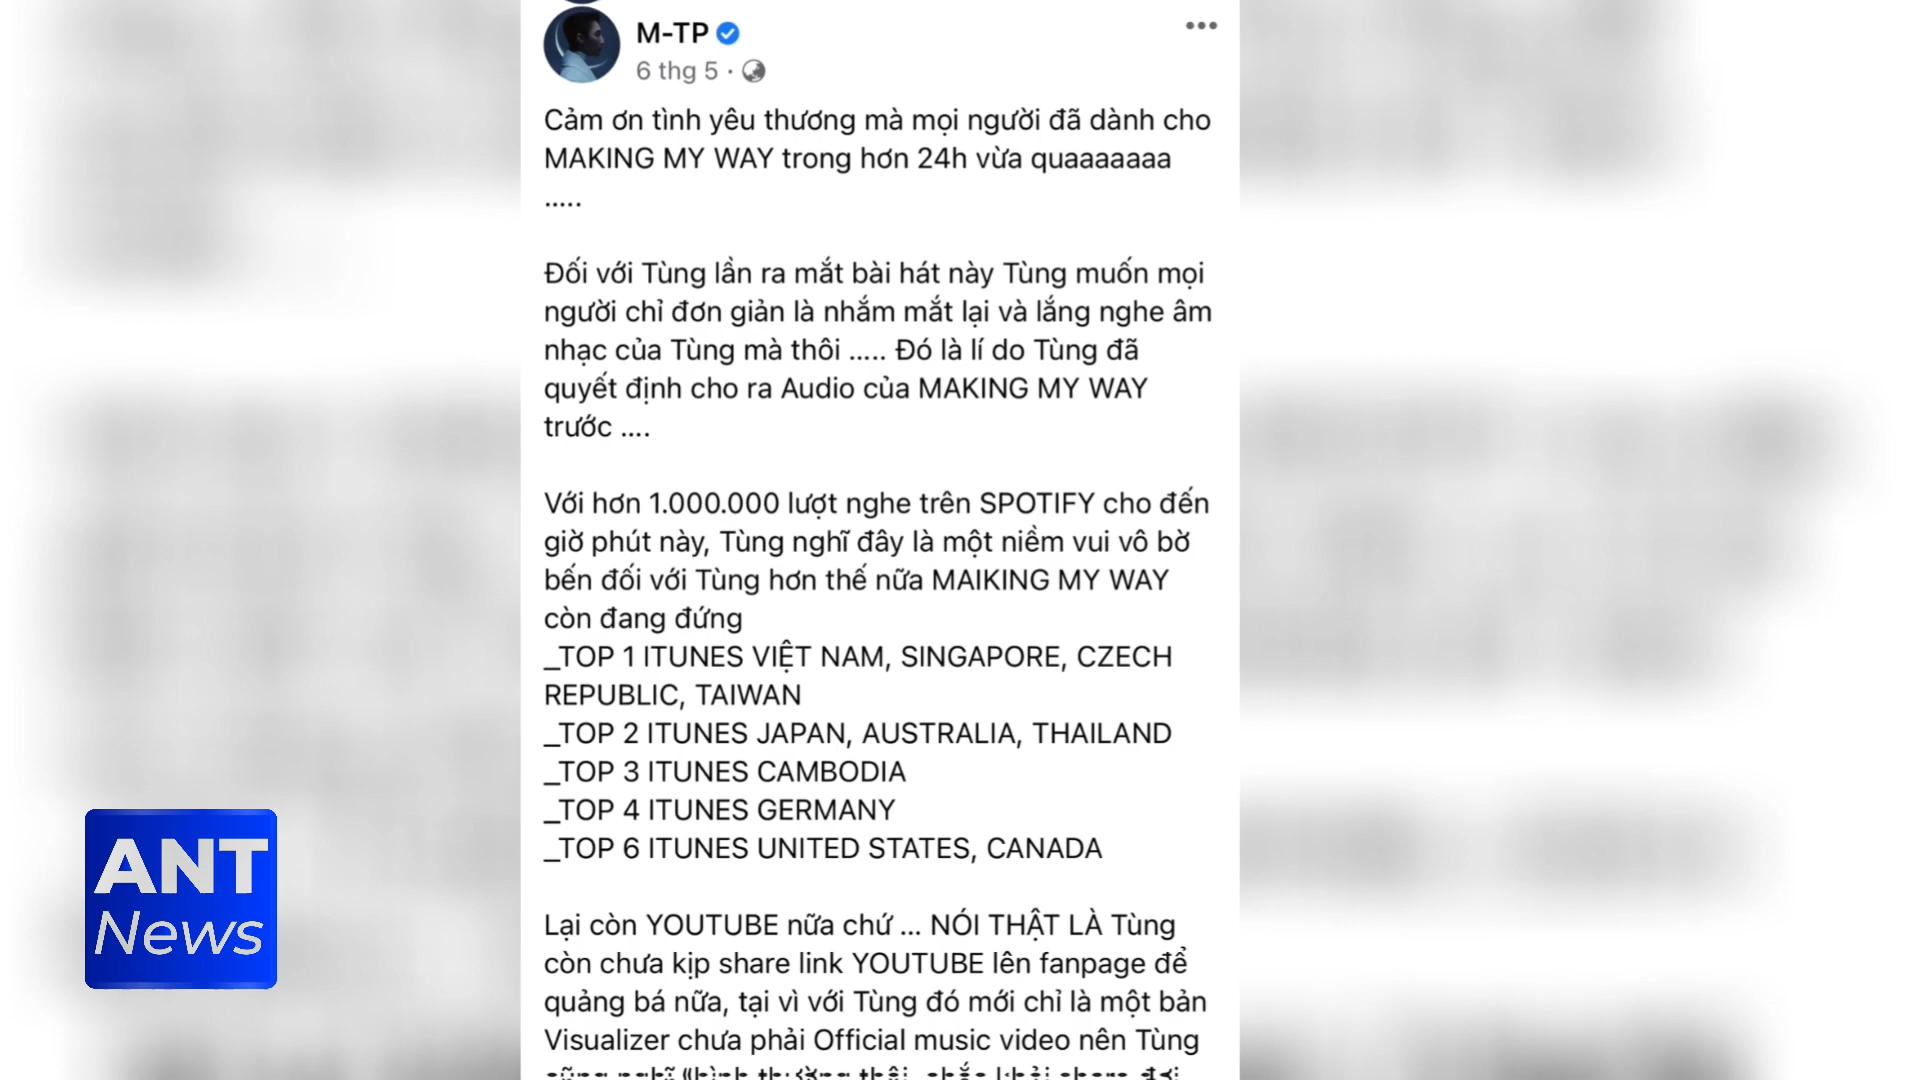 M-TP
6 thg 5 ·
Cảm ơn tình yêu thương mà mọi người đã dành cho
MAKING MY WAY trong hơn 24h vừa quaaaaaaa
.....
Đối với Tùng lần ra mắt bài hát này Tùng muốn mọi
người chỉ đơn giản là nhắm mắt lại và lắng nghe âm
nhạc của Tùng mà thôi ..... Đó là lí do Tùng đã
quyết định cho ra Audio của MAKING MY WAY
trước ....
Với hơn 1.000.000 lượt nghe trên SPOTIFY cho đến
giờ phút này, Tùng nghĩ đây là một niềm vui vô bờ
bến đối với Tùng hơn thế nữa MAIKING MY WAY
còn đang đứng
_TOP 1 ITUNES VIỆT NAM, SINGAPORE, CZECH
REPUBLIC, TAIWAN
_TOP 2 ITUNES JAPAN, AUSTRALIA, THAILAND
_TOP 3 ITUNES CAMBODIA
_TOP 4 ITUNES GERMANY
_TOP 6 ITUNES UNITED STATES, CANADA
Lại còn YOUTUBE nữa chứ ... NÓI THẬT LÀ Tùng
còn chưa kịp share link YOUTUBE lên fanpage để
quảng bá nữa, tại vì với Tùng đó mới chỉ là một bản
Visualizer chưa phải Official music video nên Tùng
ANT
News